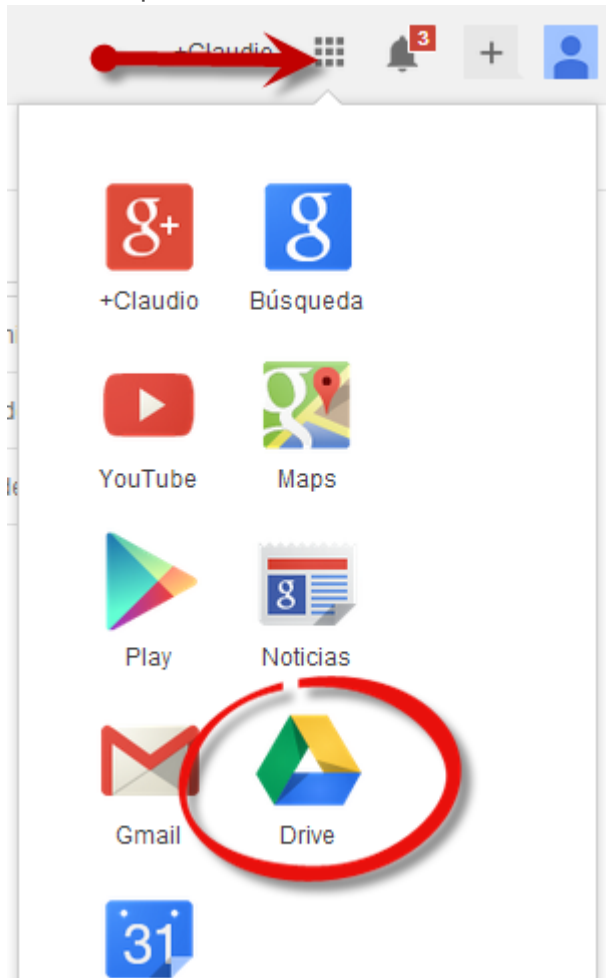 +Claudio 3 +
g+ g
+Claudio Búsqueda
g
YouTube Maps
g
Play Noticias
Gmail Drive
31